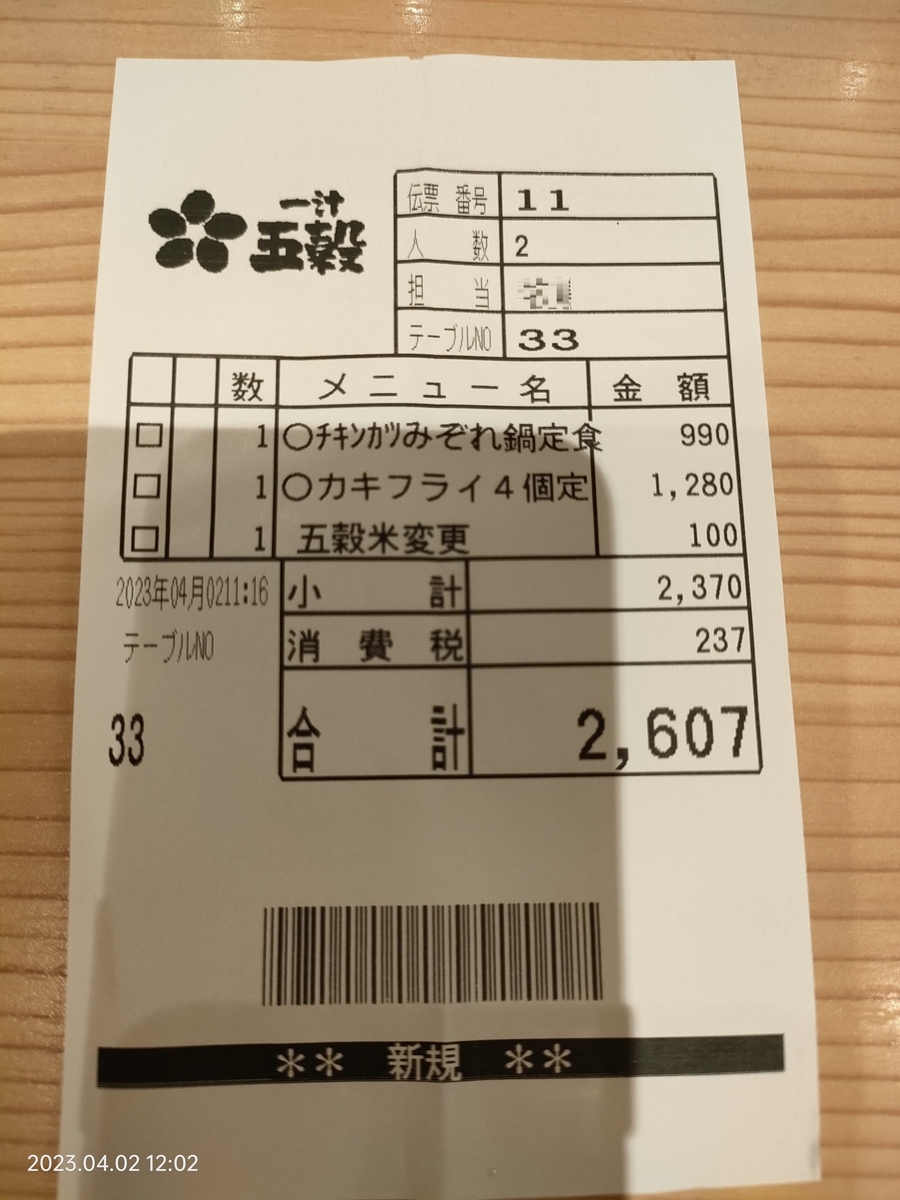 一汁
五穀
伝票 番号 11
人 数 2
担 当
テーブルNO 33
数 メニュー名 金 額
□ 1 〇ﾁｷﾝｶﾂみぞれ鍋定食 990
□ 1 〇カキフライ4個定 1,280
□ 1 五穀米変更 100
2023年04月0211:16 小 計 2,370
テーブルNO 消 費 税 237
33 合 計 2,607
** 新規 **
2023.04.02 12:02